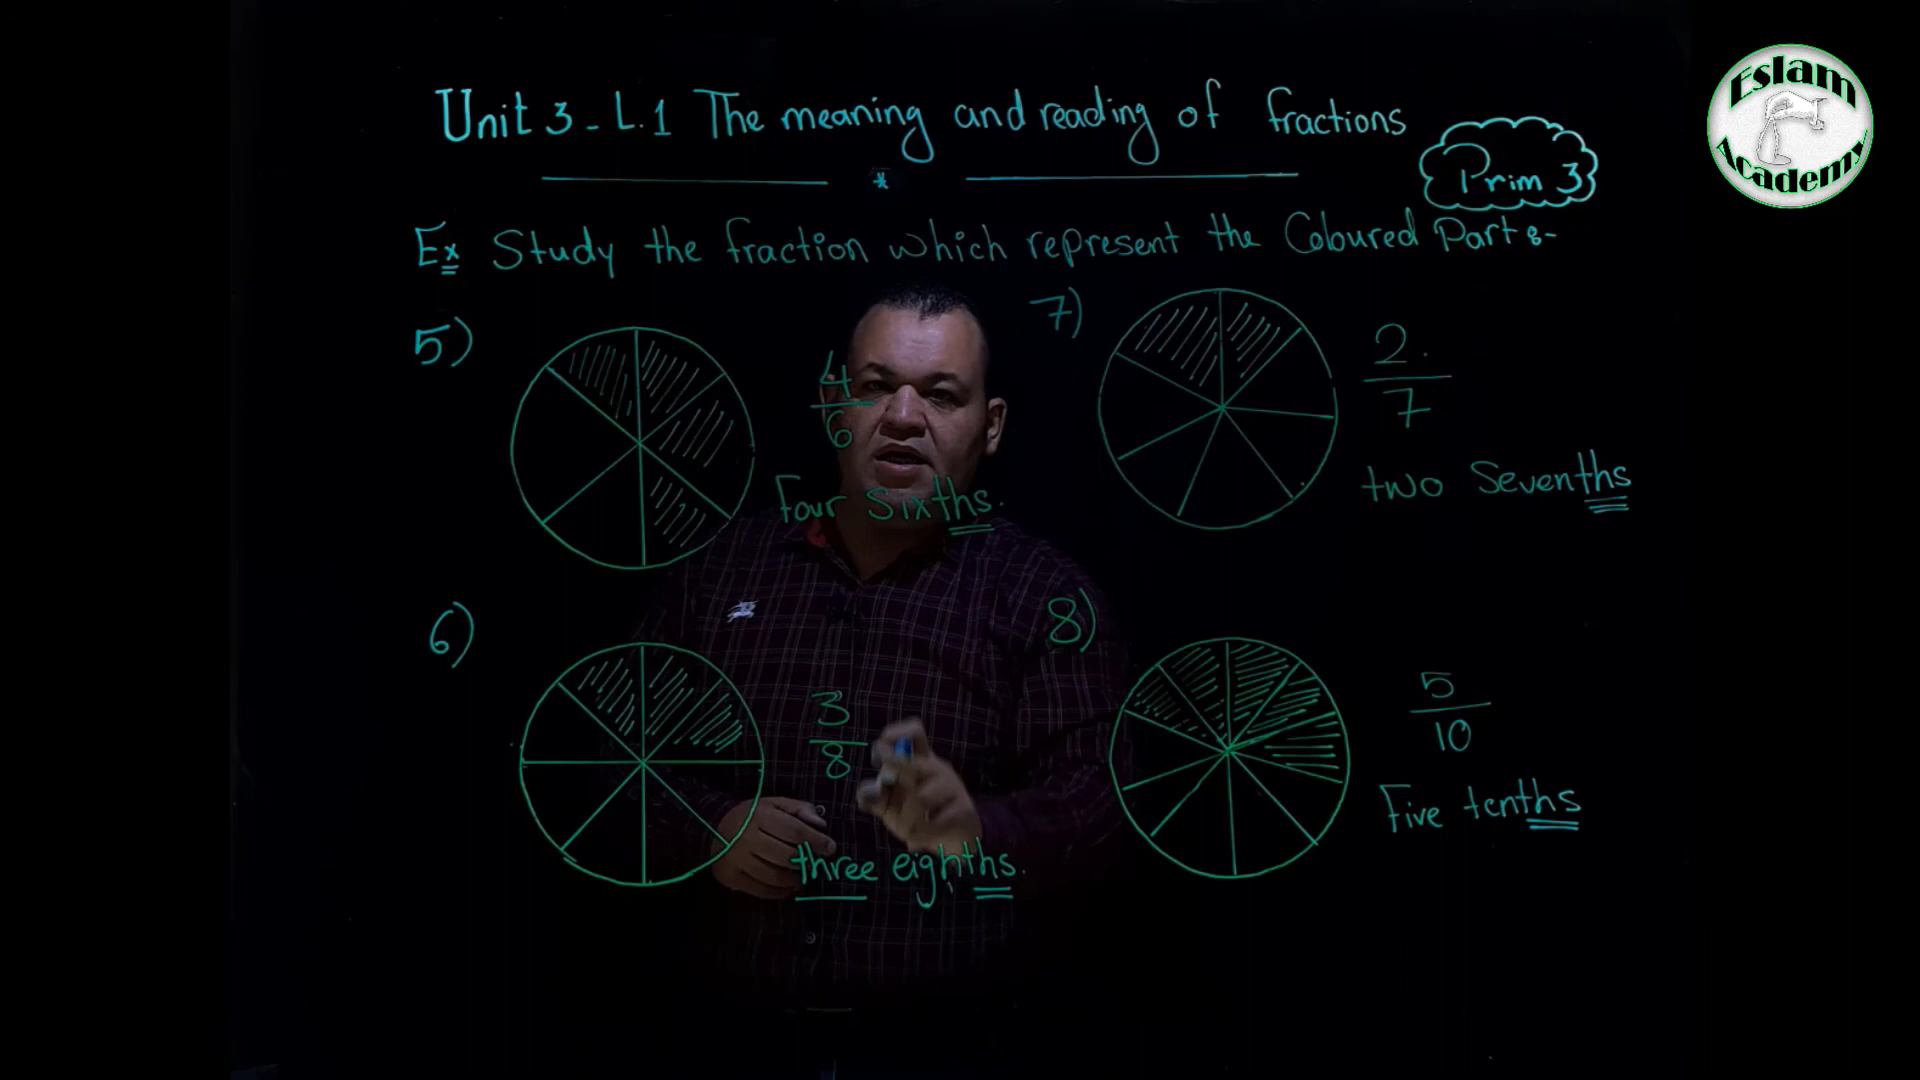 Unit 3 - L.1 The meaning and reading of fractions
Prim 3
Eslam Academy
Ex Study the fraction which represent the Coloured Part :-
5)
4
6
Four Sixths.
7)
2.
7
two Sevenths
6)
3
8
three eighths.
8)
5
10
Five tenths